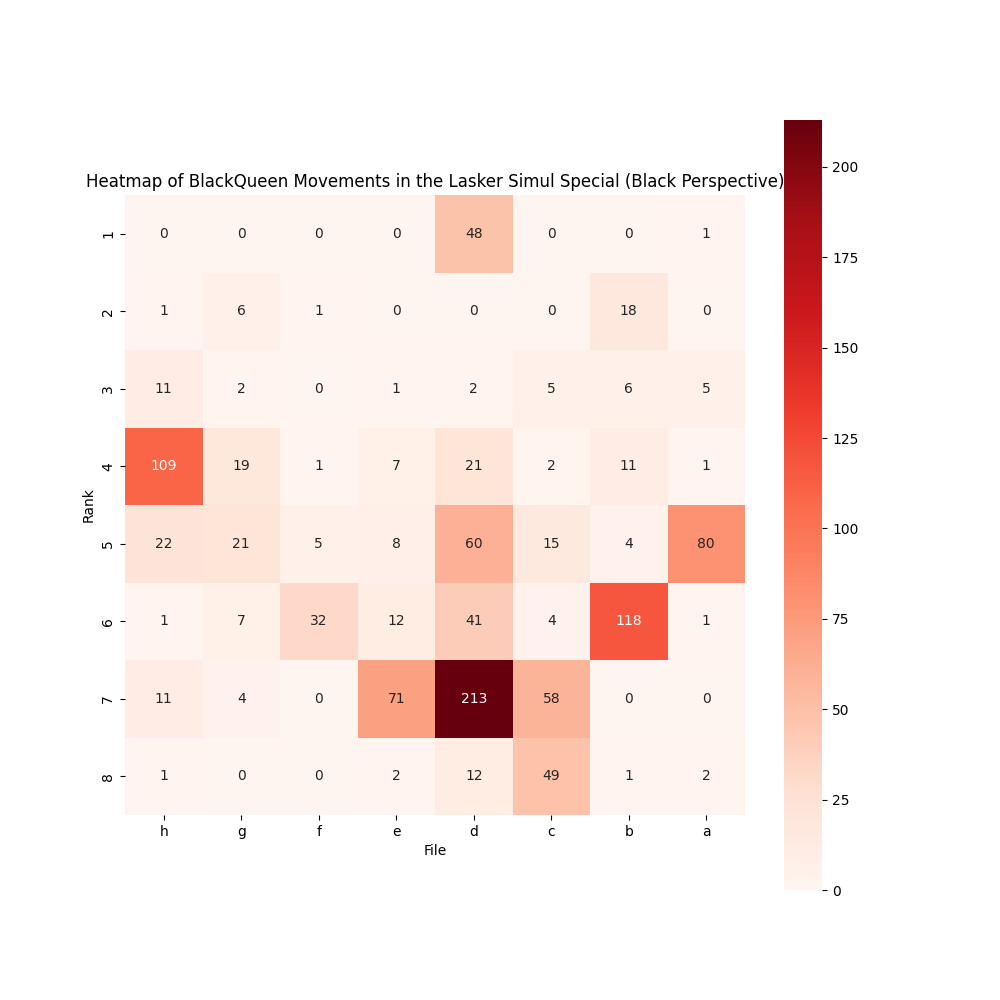 Heatmap of BlackQueen Movements in the Lasker Simul Special (Black Perspective)
Rank
1 0 0 0 0 48 0 0 1
2 1 6 1 0 0 0 18 0
3 11 2 0 1 2 5 6 5
4 109 19 1 7 21 2 11 1
5 22 21 5 8 60 15 4 80
6 1 7 32 12 41 4 118 1
7 11 4 0 71 213 58 0 0
8 1 0 0 2 12 49 1 2
h g f e d c b a
File
200
175
150
125
100
75
50
25
0